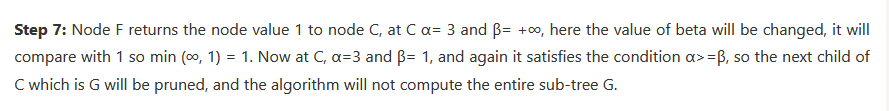 Step 7: Node F returns the node value 1 to node C, at C α= 3 and β= +∞, here the value of beta will be changed, it will
compare with 1 so min (∞, 1) = 1. Now at C, α=3 and β= 1, and again it satisfies the condition α>=β, so the next child of
C which is G will be pruned, and the algorithm will not compute the entire sub-tree G.